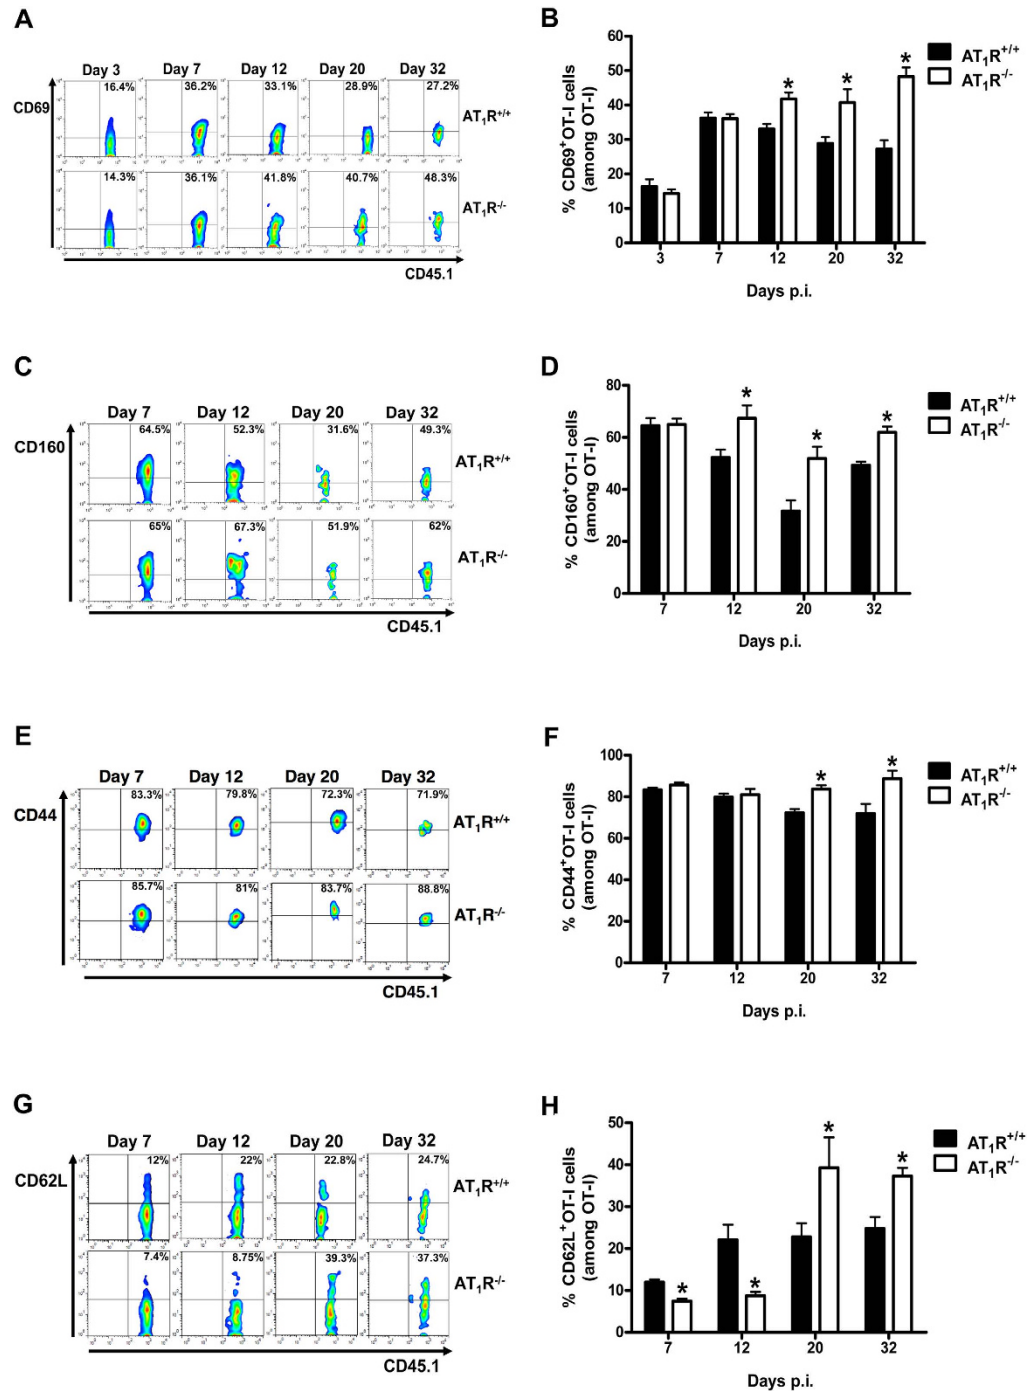 A
Day 3 Day 7 Day 12 Day 20 Day 32
CD69
16.4% 36.2% 33.1% 28.9% 27.2%
AT1R+/+
14.3% 36.1% 41.8% 40.7% 48.3%
AT1R-/-
CD45.1
B
% CD69+OT-I cells
(among OT-I)
60
50
40
30
20
10
0
* * *
3 7 12 20 32
Days p.i.
AT1R+/+
AT1R-/-
C
Day 7 Day 12 Day 20 Day 32
CD160
64.5% 52.3% 31.6% 49.3%
AT1R+/+
65% 67.3% 51.9% 62%
AT1R-/-
CD45.1
D
% CD160+OT-I cells
(among OT-I)
80
60
40
20
0
* * *
7 12 20 32
Days p.i.
AT1R+/+
AT1R-/-
E
Day 7 Day 12 Day 20 Day 32
CD44
83.3% 79.8% 72.3% 71.9%
AT1R+/+
85.7% 81% 83.7% 88.8%
AT1R-/-
CD45.1
F
% CD44+OT-I cells
(among OT-I)
100
80
60
40
20
0
* *
7 12 20 32
Days p.i.
AT1R+/+
AT1R-/-
G
Day 7 Day 12 Day 20 Day 32
CD62L
12% 22% 22.8% 24.7%
AT1R+/+
7.4% 8.75% 39.3% 37.3%
AT1R-/-
CD45.1
H
% CD62L+OT-I cells
(among OT-I)
50
40
30
20
10
0
* * * *
7 12 20 32
Days p.i.
AT1R+/+
AT1R-/-